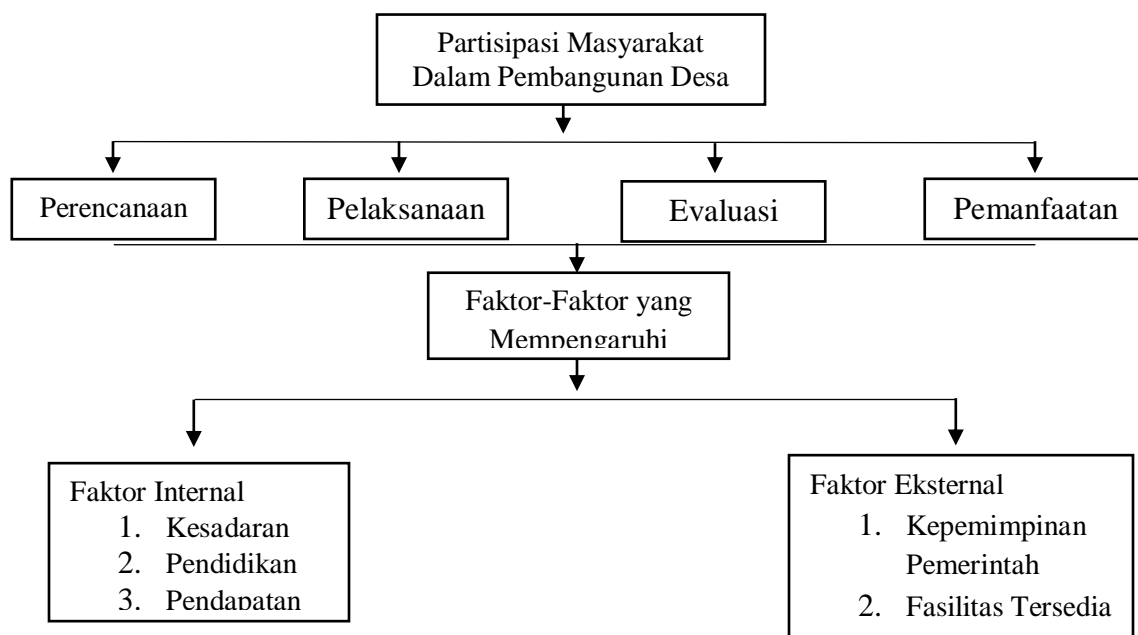 Partisipasi Masyarakat
Dalam Pembangunan Desa
Perencanaan
Pelaksanaan
Evaluasi
Pemanfaatan
Faktor-Faktor yang
Mempengaruhi
Faktor Internal
1. Kesadaran
2. Pendidikan
3. Pendapatan
Faktor Eksternal
1. Kepemimpinan
Pemerintah
2. Fasilitas Tersedia